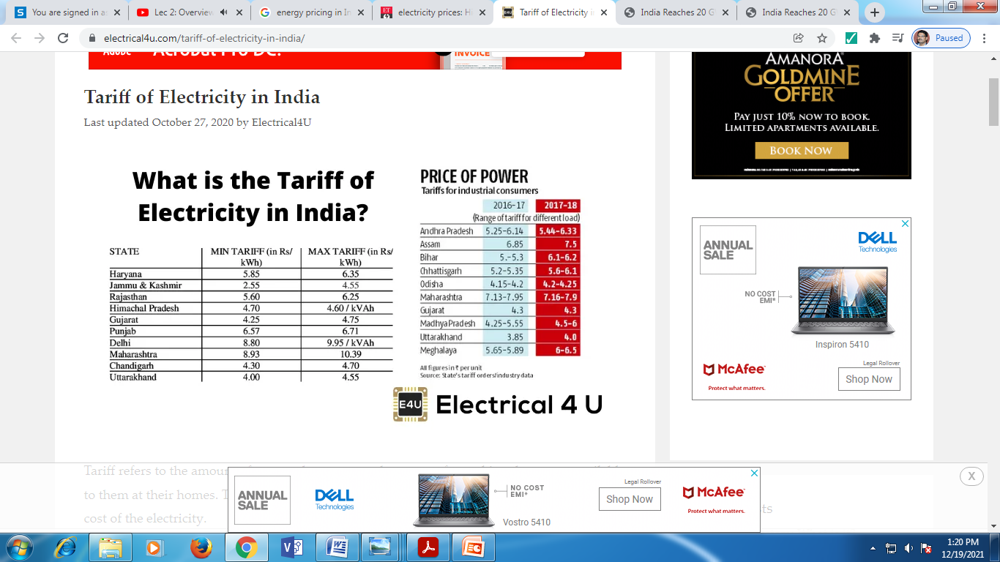 You are signed in as
Lec 2: Overview
energy pricing in In
electricity prices: Hi
Tariff of Electricity i
India Reaches 20 G
India Reaches 20 G
electrical4u.com/tariff-of-electricity-in-india/
Paused
Acrobat Pro DC.
INVOICE
Tariff of Electricity in India
Last updated October 27, 2020 by Electrical4U
What is the Tariff of
Electricity in India?
STATE MIN TARIFF (in Rs/ MAX TARIFF (in Rs/
kWh) kWh)
Haryana 5.85 6.35
Jammu & Kashmir 2.55 4.55
Rajasthan 5.60 6.25
Himachal Pradesh 4.70 4.60 / kVAh
Gujarat 4.25 4.75
Punjab 6.57 6.71
Delhi 8.80 9.95 / kVAh
Maharashtra 8.93 10.39
Chandigarh 4.30 4.70
Uttarakhand 4.00 4.55
PRICE OF POWER
Tariffs for industrial consumers
2016-17 2017-18
(Range of tariff for different load)
Andhra Pradesh 5.25-6.14 5.44-6.33
Assam 6.85 7.5
Bihar 5.-5.3 6.1-6.2
Chhattisgarh 5.2-5.35 5.6-6.1
Odisha 4.15-4.2 4.2-4.25
Maharashtra 7.13-7.95 7.16-7.9
Gujarat 4.3 4.3
Madhya Pradesh 4.25-5.55 4.5-6
Uttarakhand 3.85 4.0
Meghalaya 5.65-5.89 6-6.5
All figures in ₹ per unit
Source: State's tariff orders/industry data
E4U Electrical 4 U
AMANORA
GOLDMINE
OFFER
PAY JUST 10% NOW TO BOOK.
LIMITED APARTMENTS AVAILABLE.
BOOK NOW
ANNUAL
SALE
DELL
Technologies
NO COST
EMI*
Inspiron 5410
McAfee
Protect what matters.
Legal Rollover
Shop Now
Tariff refers to the amoun
to them at their homes. T
cost of the electricity.
ANNUAL
SALE
DELL
Technologies
NO COST
EMI*
Vostro 5410
Legal Rollover
Shop Now
McAfee
Protect what matters.
X
1:20 PM
12/19/2021